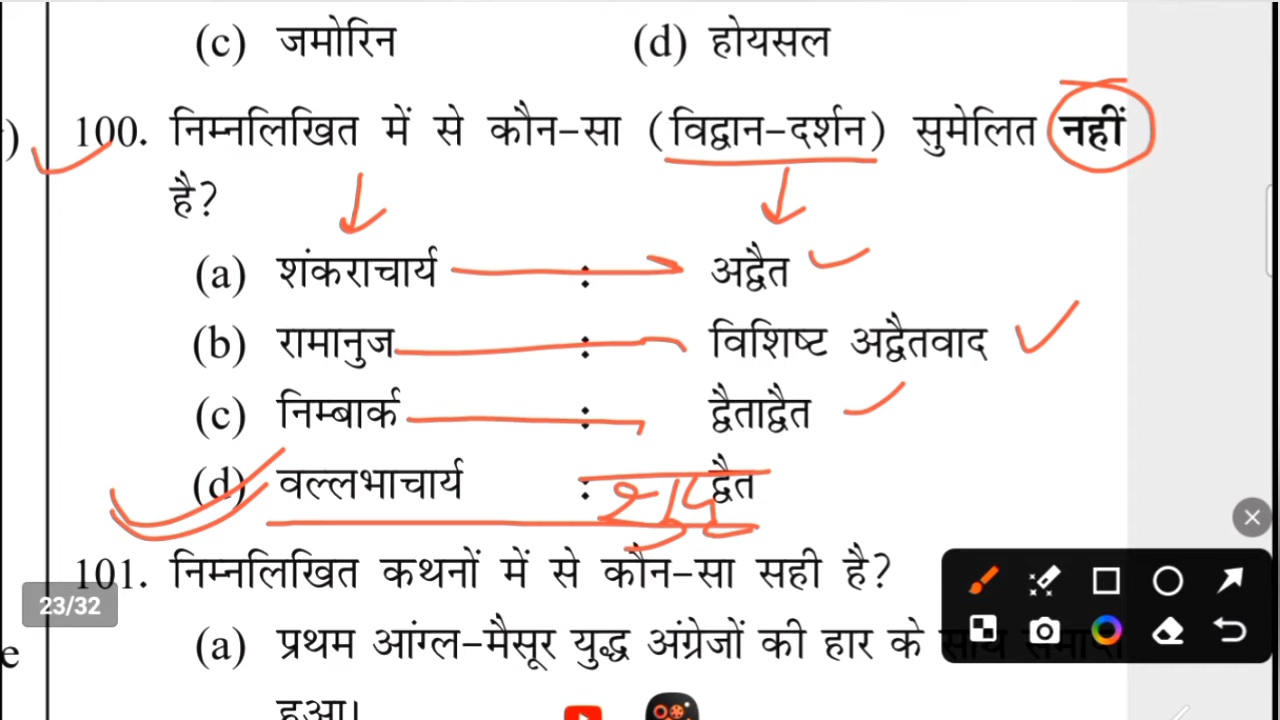 (c) जमोरिन (d) होयसल
100. निम्नलिखित में से कौन-सा (विद्वान-दर्शन) सुमेलित नहीं
है?
(a) शंकराचार्य : अद्वैत
(b) रामानुज : विशिष्ट अद्वैतवाद
(c) निम्बार्क : द्वैताद्वैत
(d) वल्लभाचार्य : शुद्ध द्वैत
101. निम्नलिखित कथनों में से कौन-सा सही है?
23/32
(a) प्रथम आंग्ल-मैसूर युद्ध अंग्रेजों की हार के साथ समाप्त
हुआ।